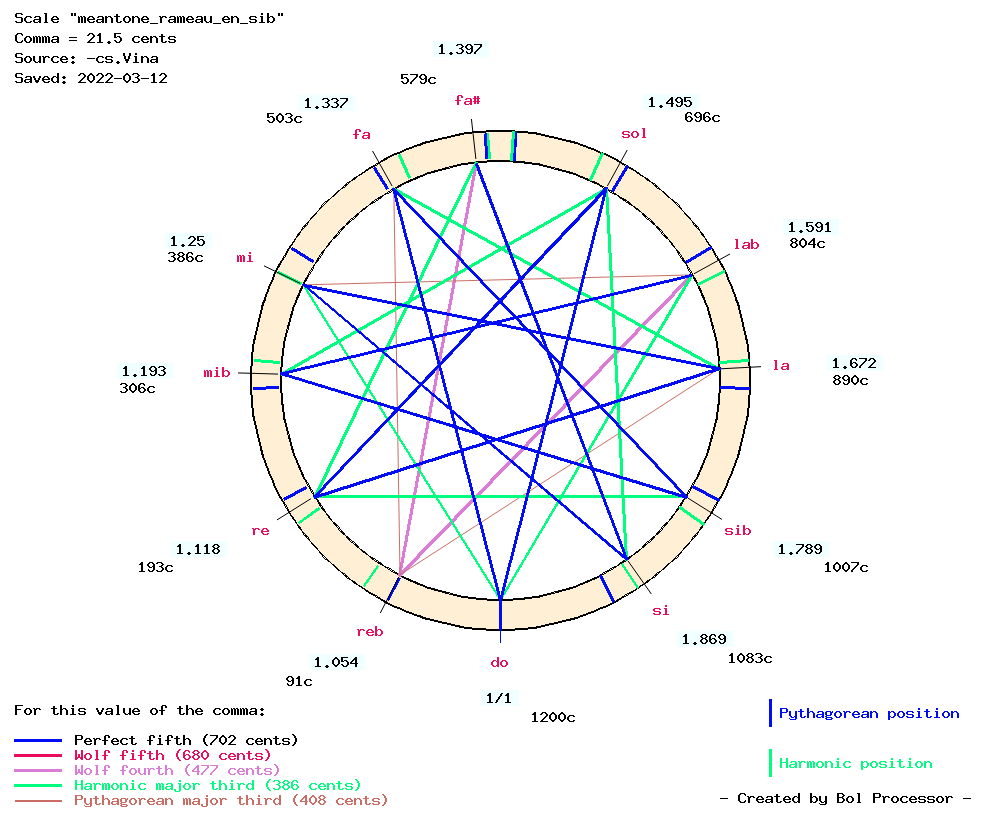 Scale "meantone_rameau_en_sib"
Comma = 21.5 cents
Source: -cs.Vina
Saved: 2022-03-12
1.397
579c
fa#
1.337
503c
fa
1.495
696c
sol
1.25
386c
mi
1.591
804c
lab
1.193
306c
mib
1.672
890c
la
re
1.118
193c
sib
1.789
1007c
reb
1.054
91c
si
1.869
1083c
do
1/1
1200c
For this value of the comma:
Perfect fifth (702 cents)
Wolf fifth (680 cents)
Wolf fourth (477 cents)
Harmonic major third (386 cents)
Pythagorean major third (408 cents)
Pythagorean position
Harmonic position
- Created by Bol Processor -